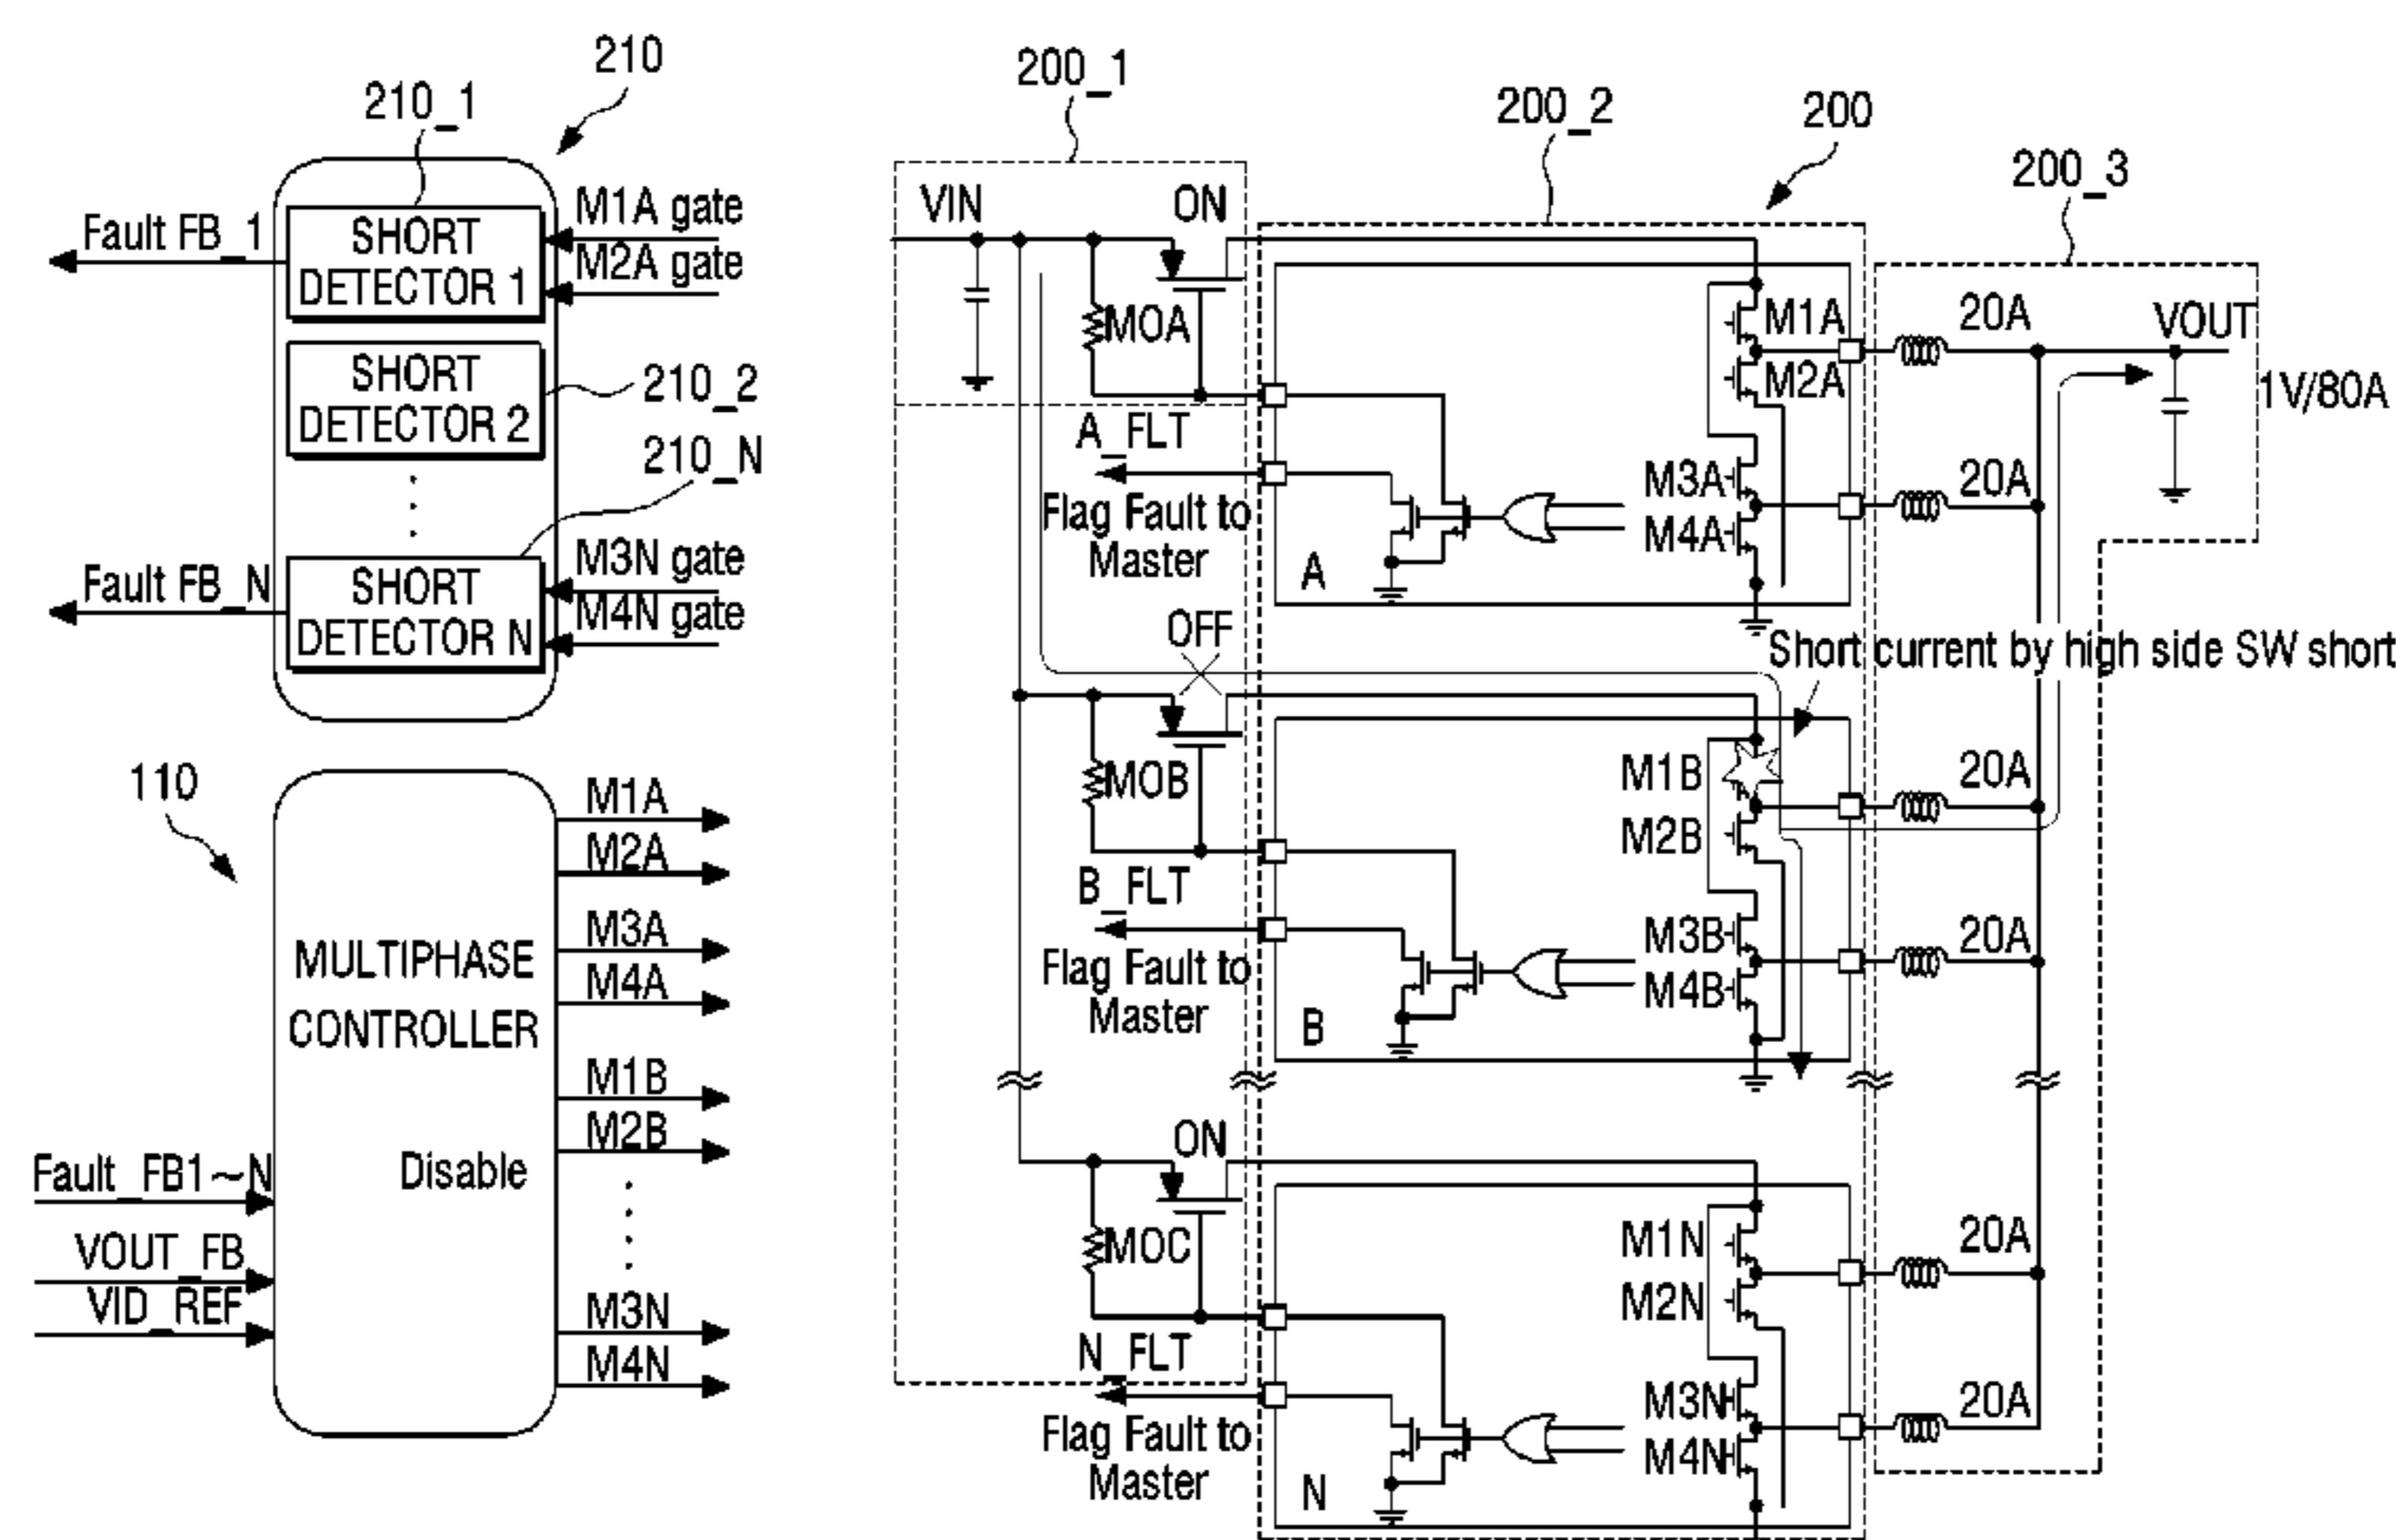 210
210_1
Fault FB_1
SHORT
DETECTOR 1
M1A gate
M2A gate
SHORT
DETECTOR 2
210_2
210_N
Fault FB_N
SHORT
DETECTOR N
M3N gate
M4N gate
110
MULTIPHASE
CONTROLLER
Disable
M1A
M2A
M3A
M4A
M1B
M2B
M3N
M4N
Fault_FB1~N
VOUT_FB
VID_REF
200_1
200_2
200
200_3
VIN
ON
MOA
A_FLT
Flag Fault to
Master
A
M1A
M2A
M3A
M4A
20A
VOUT
1V/80A
20A
OFF
Short current by high side SW short
MOB
B_FLT
Flag Fault to
Master
B
M1B
M2B
M3B
M4B
20A
20A
ON
MOC
N_FLT
Flag Fault to
Master
N
M1N
M2N
M3N
M4N
20A
20A